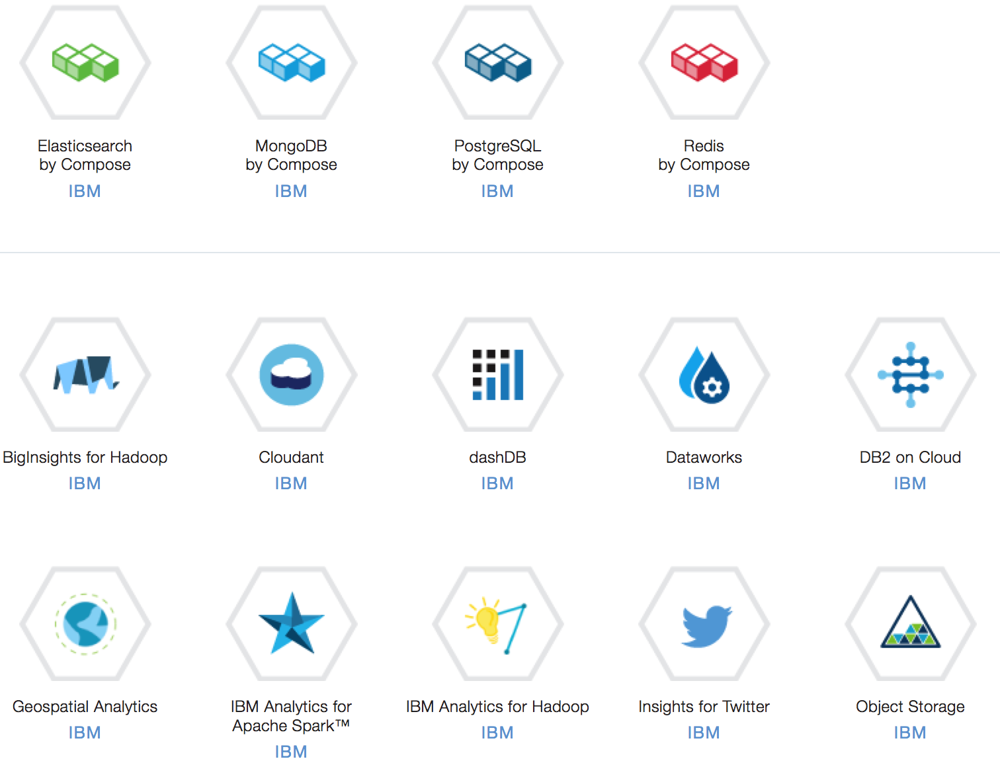 Elasticsearch
by Compose
IBM
MongoDB
by Compose
IBM
PostgreSQL
by Compose
IBM
Redis
by Compose
IBM
BigInsights for Hadoop
IBM
Cloudant
IBM
dashDB
IBM
Dataworks
IBM
DB2 on Cloud
IBM
Geospatial Analytics
IBM
IBM Analytics for
Apache Spark™
IBM
IBM Analytics for Hadoop
IBM
Insights for Twitter
IBM
Object Storage
IBM